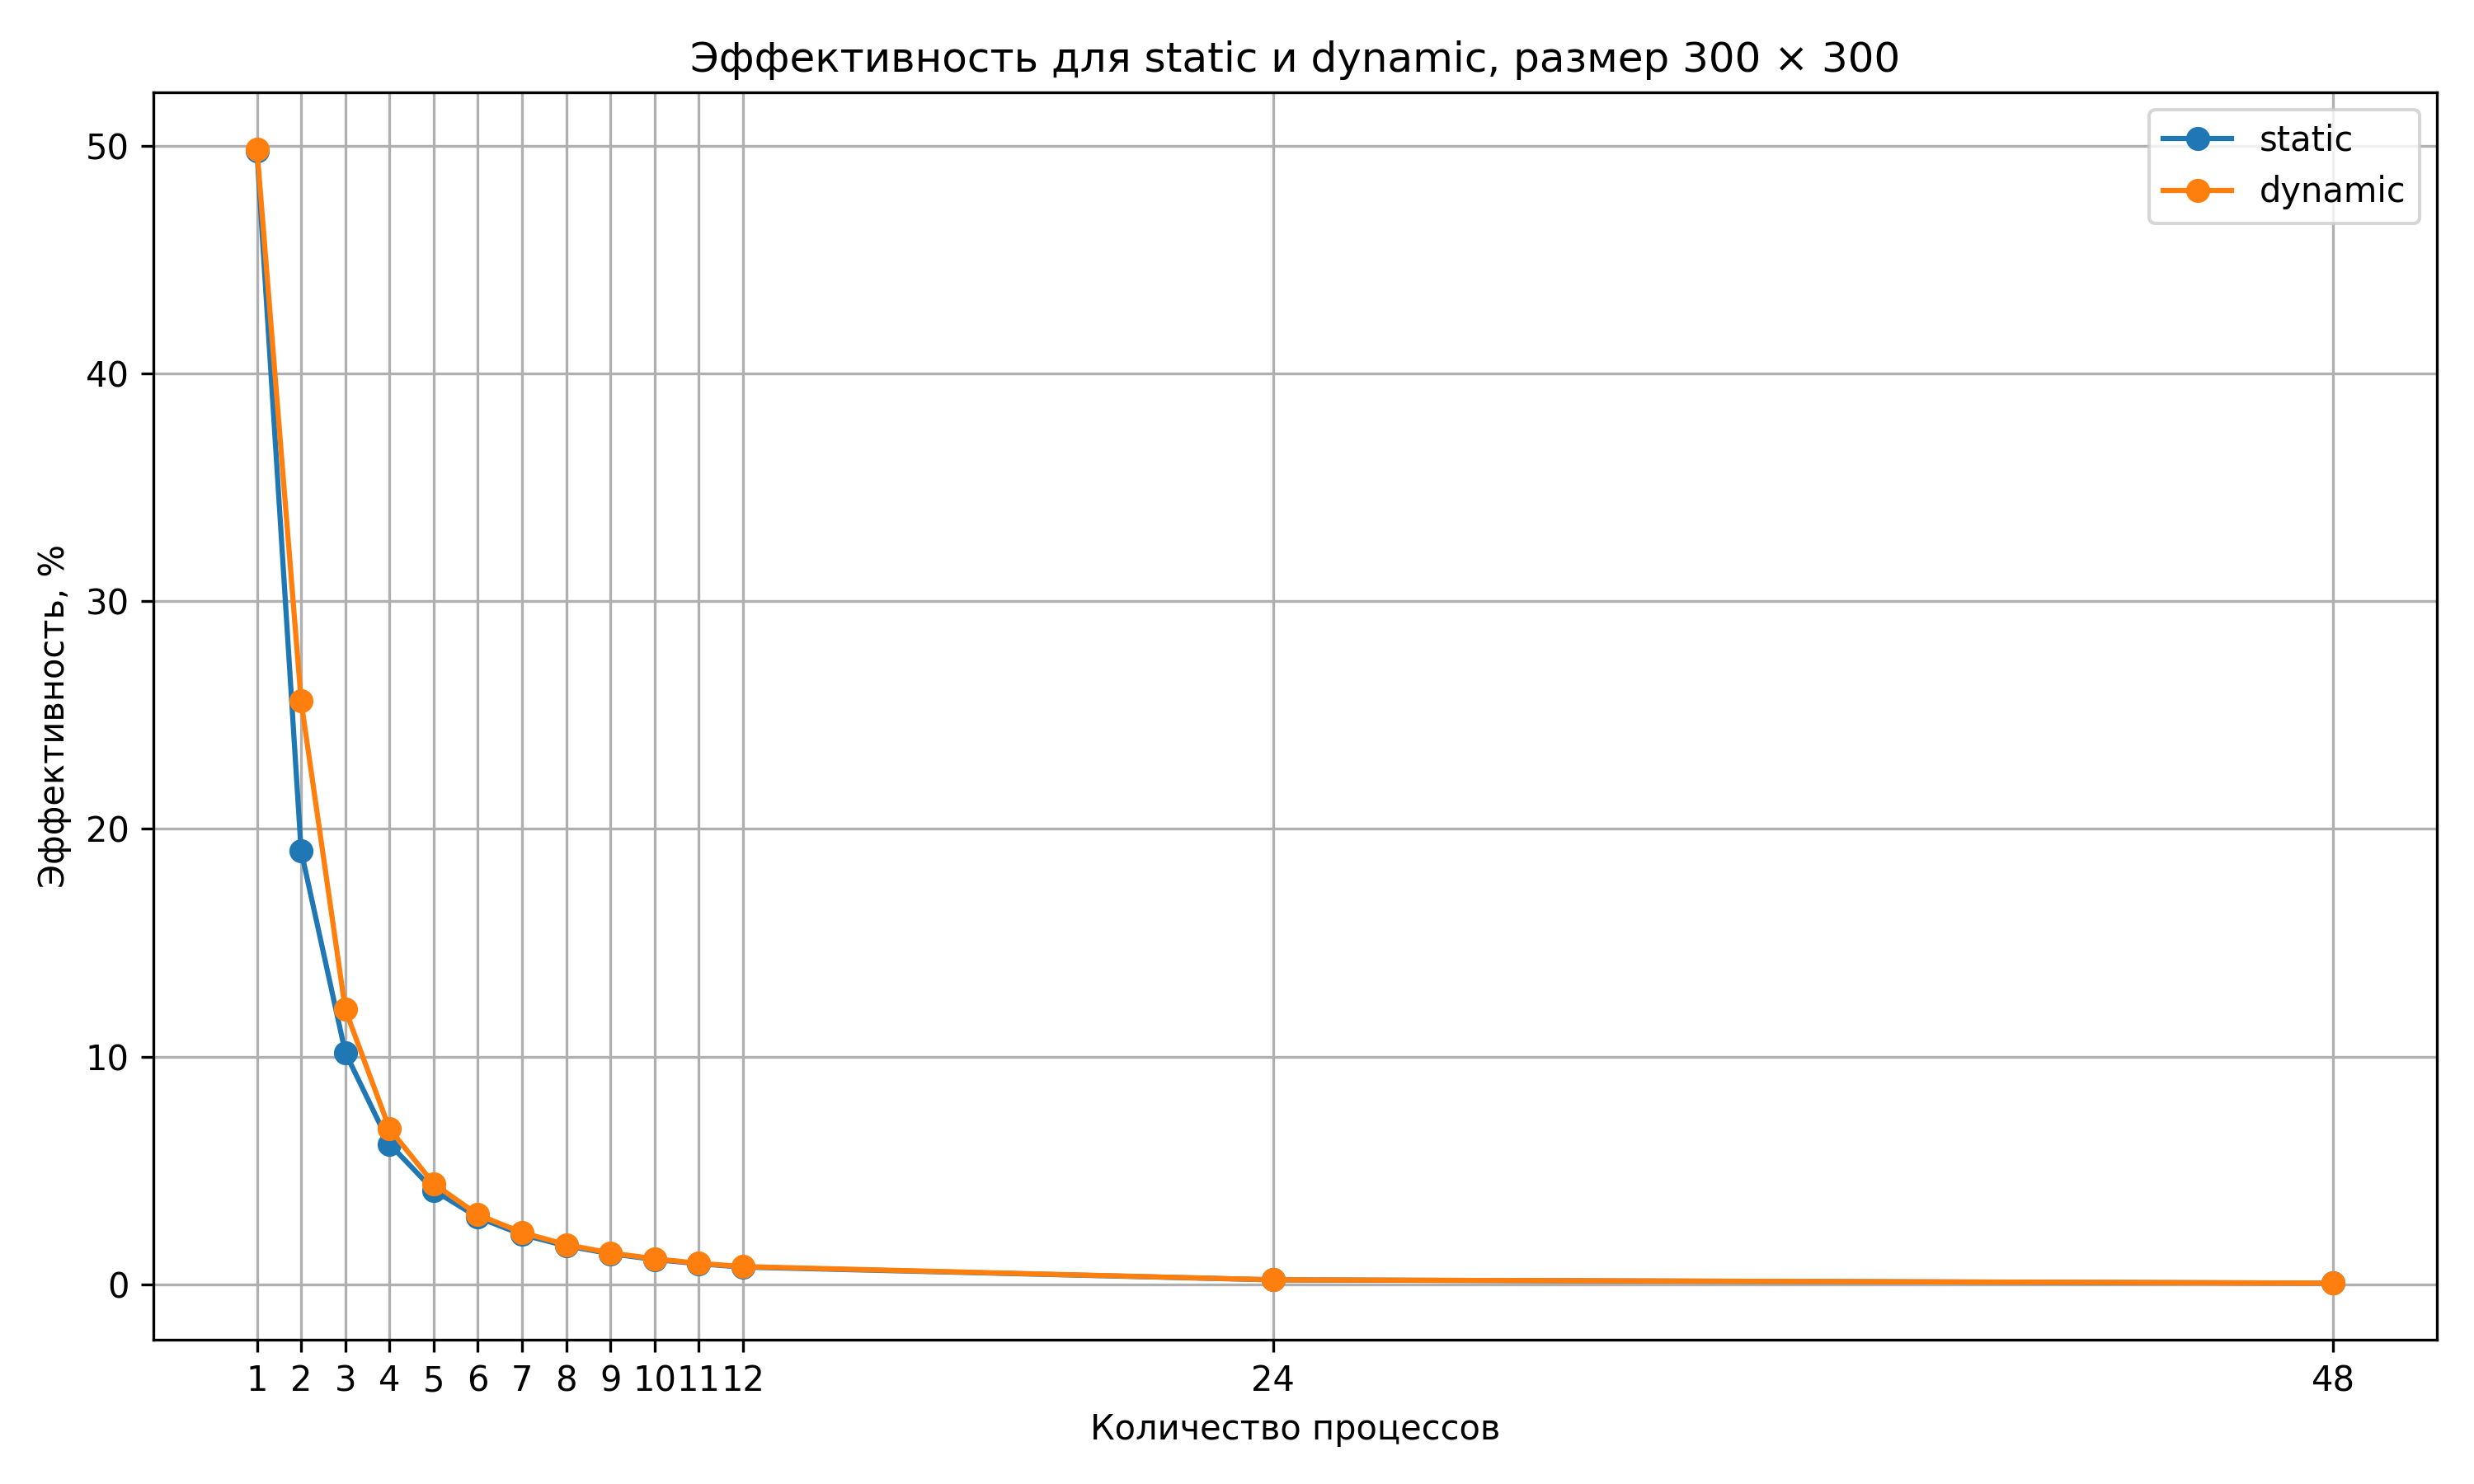 Эффективность для static и dynamic, размер 300 × 300
static
dynamic
Эффективность, %
50
40
30
20
10
0
1 2 3 4 5 6 7 8 9 10 11 12 24 48
Количество процессов